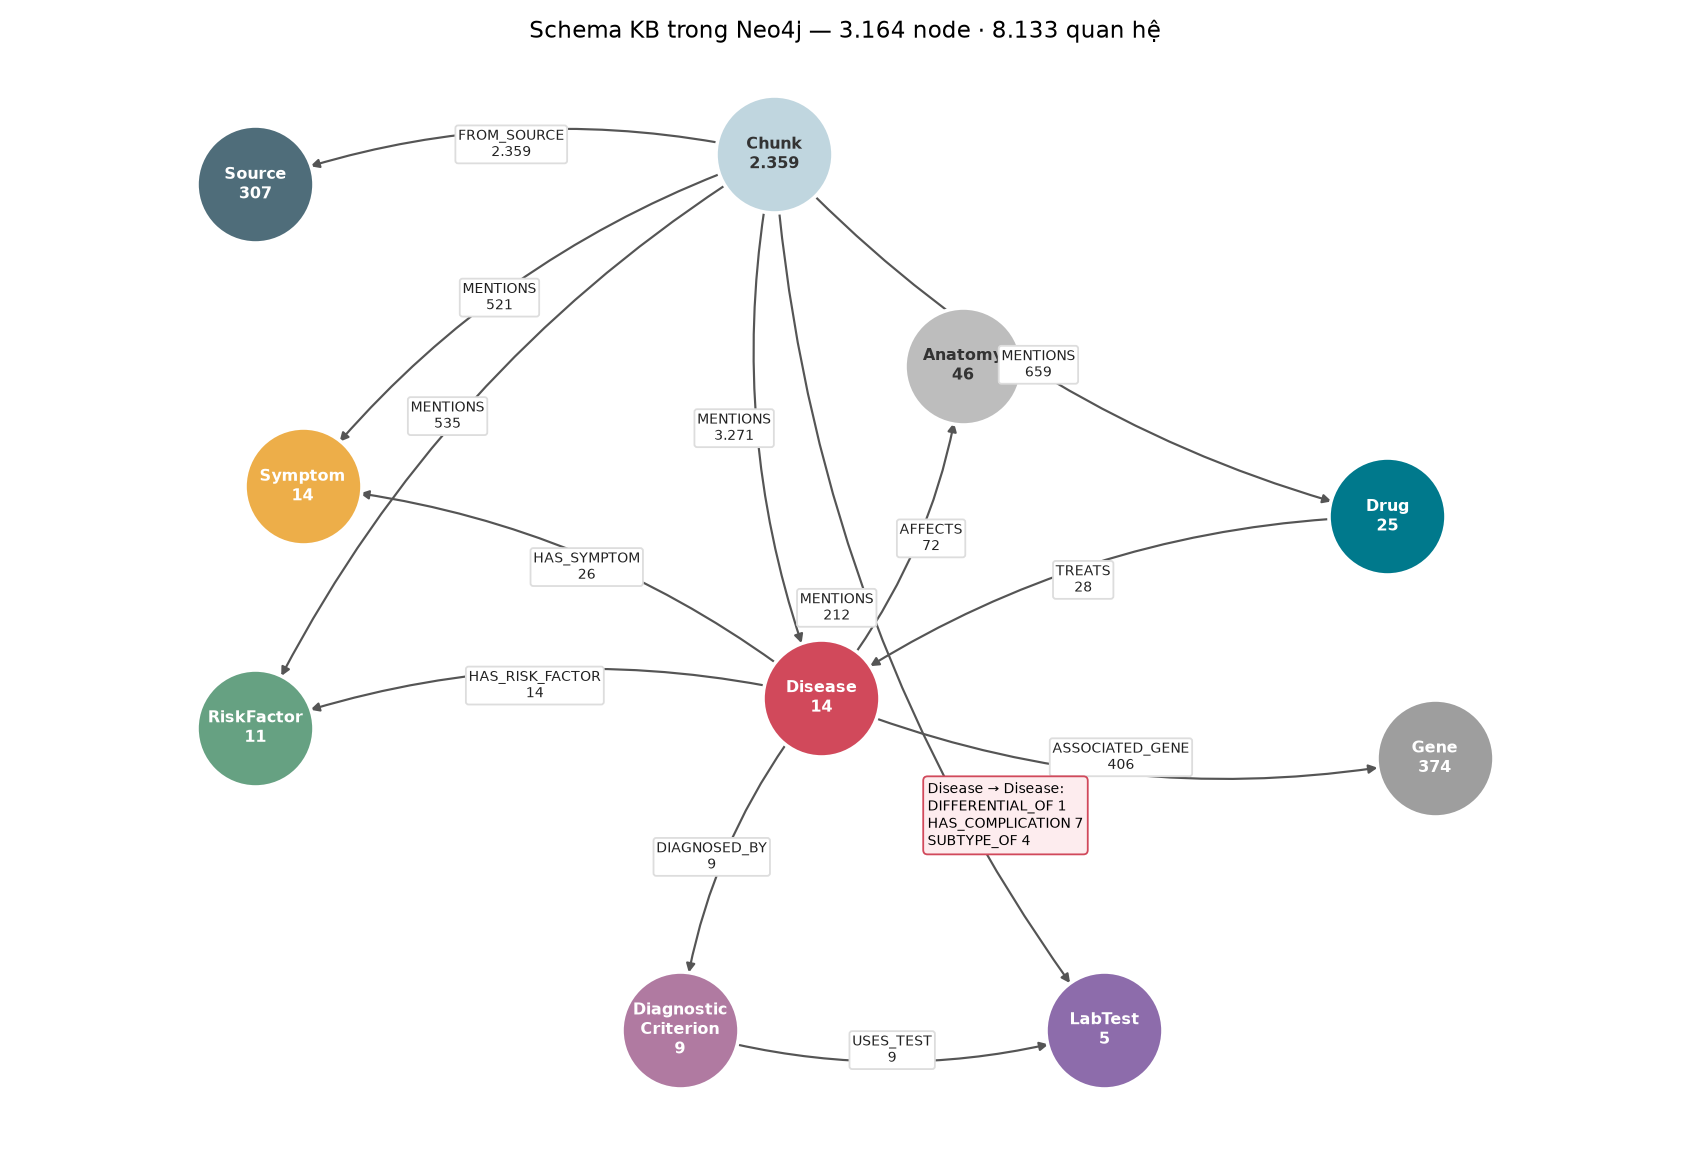 Schema KB trong Neo4j — 3.164 node · 8.133 quan hệ
Chunk
2.359
FROM_SOURCE
2.359
Source
307
MENTIONS
521
Anatomy
46
MENTIONS
659
MENTIONS
535
MENTIONS
3.271
Symptom
14
Drug
25
AFFECTS
72
HAS_SYMPTOM
26
TREATS
28
MENTIONS
212
HAS_RISK_FACTOR
14
Disease
14
RiskFactor
11
ASSOCIATED_GENE
406
Gene
374
Disease → Disease:
DIFFERENTIAL_OF 1
HAS_COMPLICATION 7
SUBTYPE_OF 4
DIAGNOSED_BY
9
Diagnostic
Criterion
9
USES_TEST
9
LabTest
5